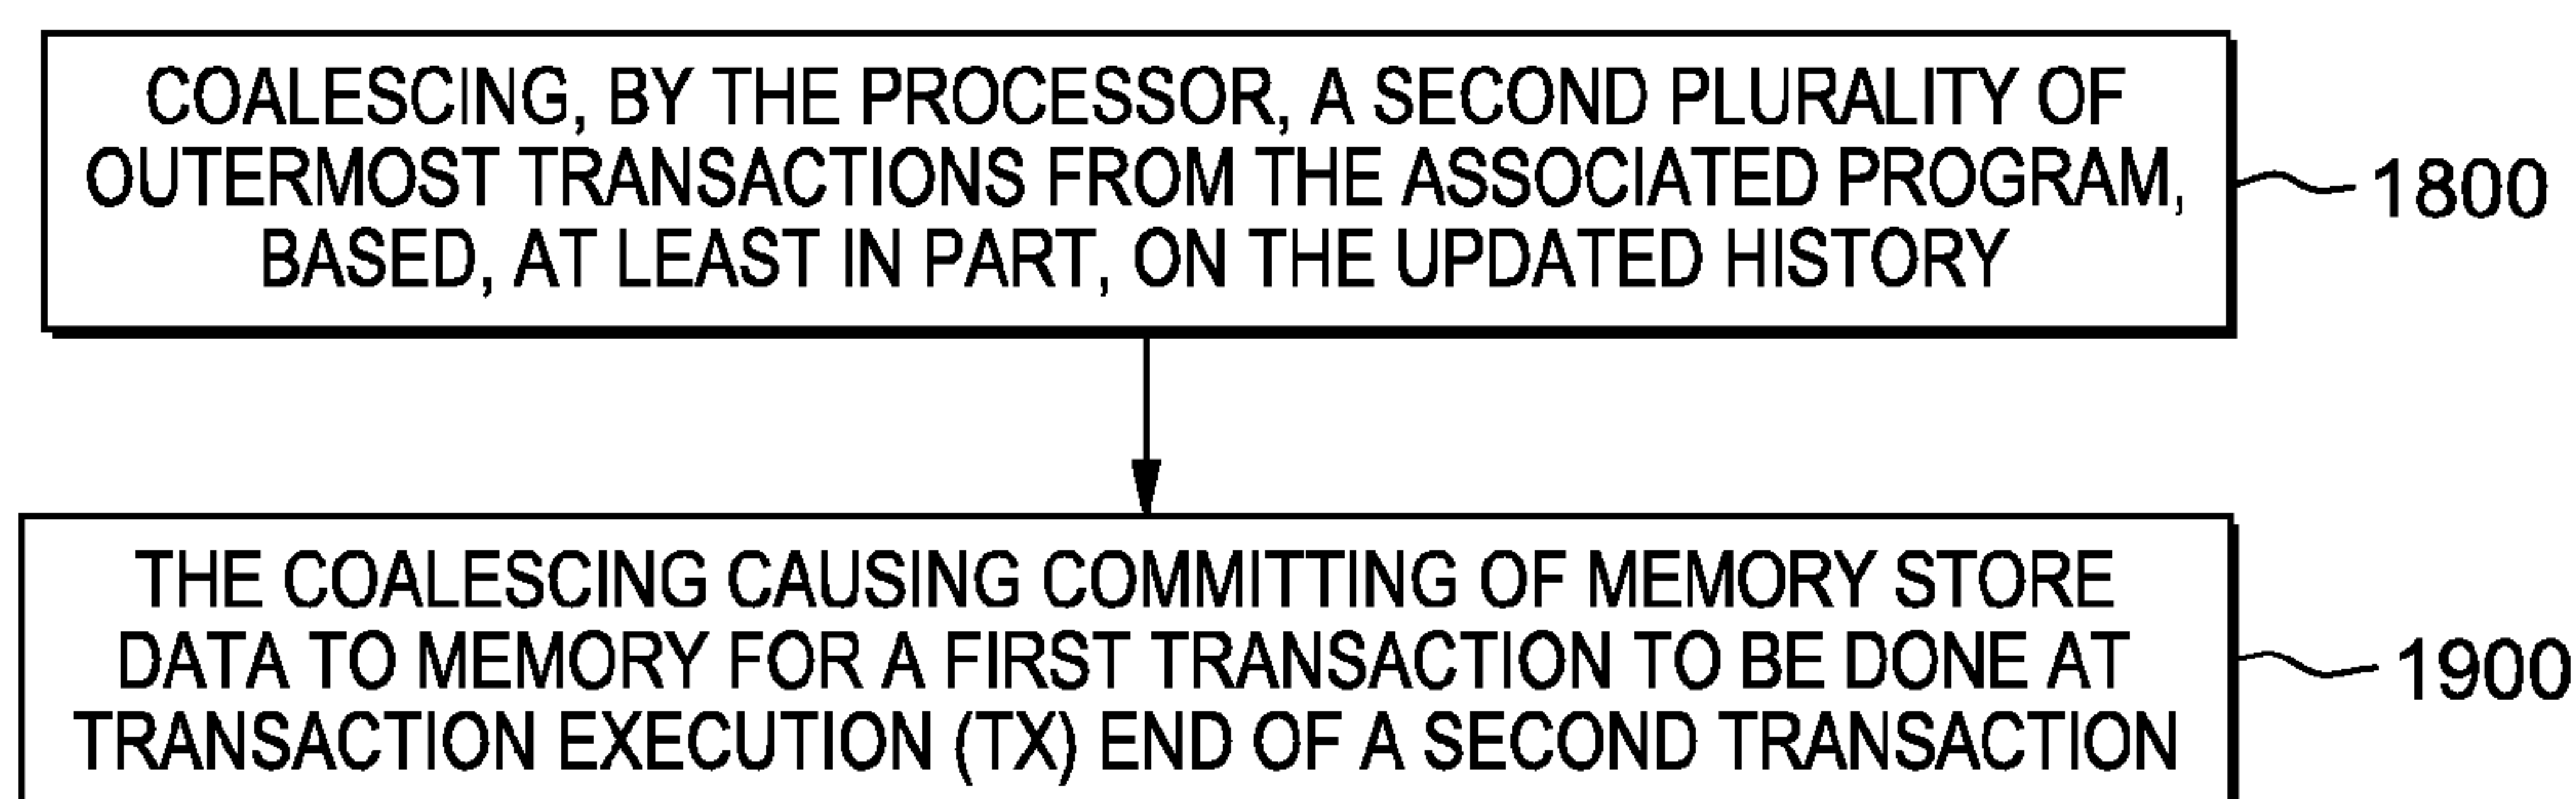 COALESCING, BY THE PROCESSOR, A SECOND PLURALITY OF
OUTERMOST TRANSACTIONS FROM THE ASSOCIATED PROGRAM,
BASED, AT LEAST IN PART, ON THE UPDATED HISTORY
1800
THE COALESCING CAUSING COMMITTING OF MEMORY STORE
DATA TO MEMORY FOR A FIRST TRANSACTION TO BE DONE AT
TRANSACTION EXECUTION (TX) END OF A SECOND TRANSACTION
1900